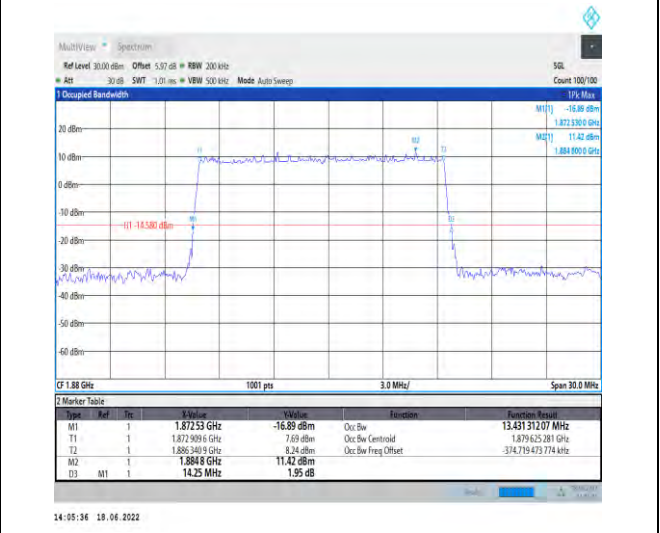 MultiView Spectrum
Ref Level 30.00 dBm Offset 5.97 dB RBW 200 kHz SGL
Att 30 dB SWT 1.01 ms VBW 500 kHz Mode Auto Sweep Count 100/100
1 Occupied Bandwidth 1Pk Max
M1[1] -16.89 dBm
1.872 530 0 GHz
M2[1] 11.42 dBm
1.884 800 0 GHz
20 dBm
M2
T1 T2
10 dBm
0 dBm
-10 dBm
H1 -14.580 dBm M1 D3
-20 dBm
-30 dBm
-40 dBm
-50 dBm
-60 dBm
CF 1.88 GHz 1001 pts 3.0 MHz/ Span 30.0 MHz
2 Marker Table
Type Ref Trc X-Value Y-Value Function Function Result
M1 1 1.872 53 GHz -16.89 dBm Occ Bw 13.431 312 07 MHz
T1 1 1.872 909 6 GHz 7.69 dBm Occ Bw Centroid 1.879 625 281 GHz
T2 1 1.886 340 9 GHz 8.24 dBm Occ Bw Freq Offset -374.719 473 774 kHz
M2 1 1.884 8 GHz 11.42 dBm
D3 M1 1 14.25 MHz 1.95 dB
14:05:36 18.06.2022